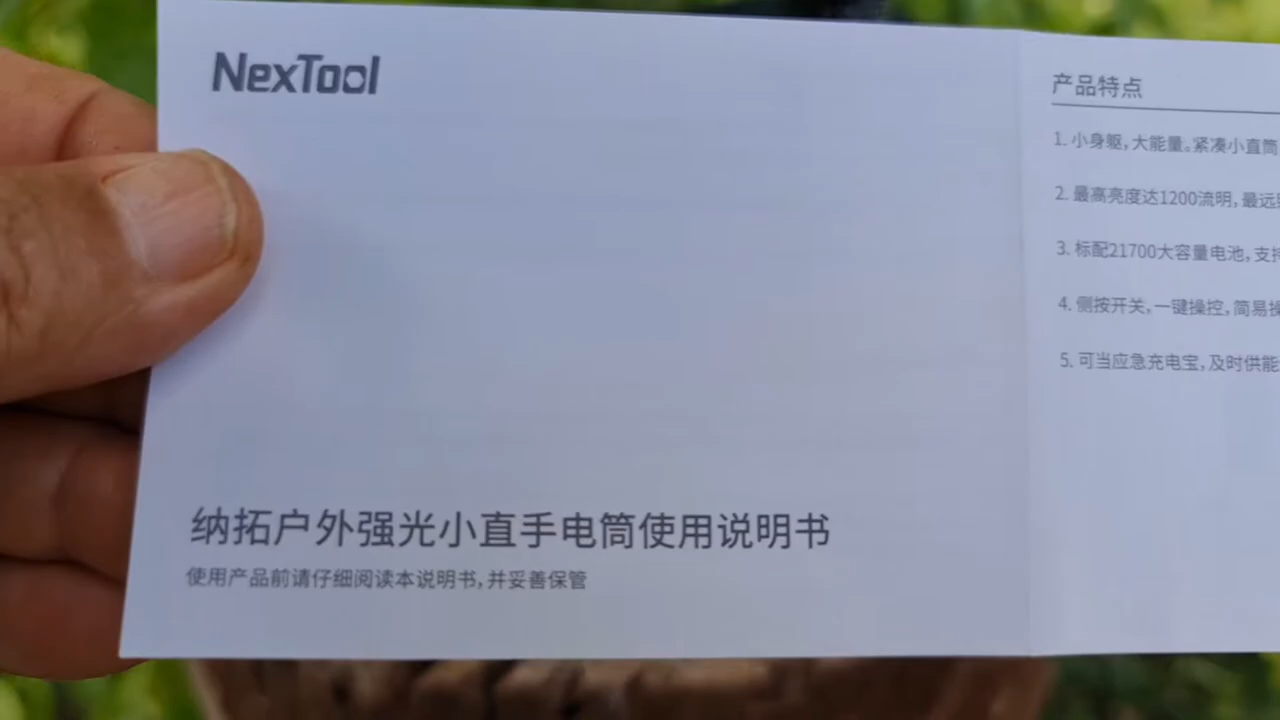 NexTool
纳拓户外强光小直手电筒使用说明书
使用产品前请仔细阅读本说明书,并妥善保管
产品特点
1. 小身躯,大能量。紧凑小直筒
2. 最高亮度达1200流明,最远
3. 标配21700大容量电池,支持
4. 侧按开关,一键操控,简易操
5. 可当应急充电宝,及时供能